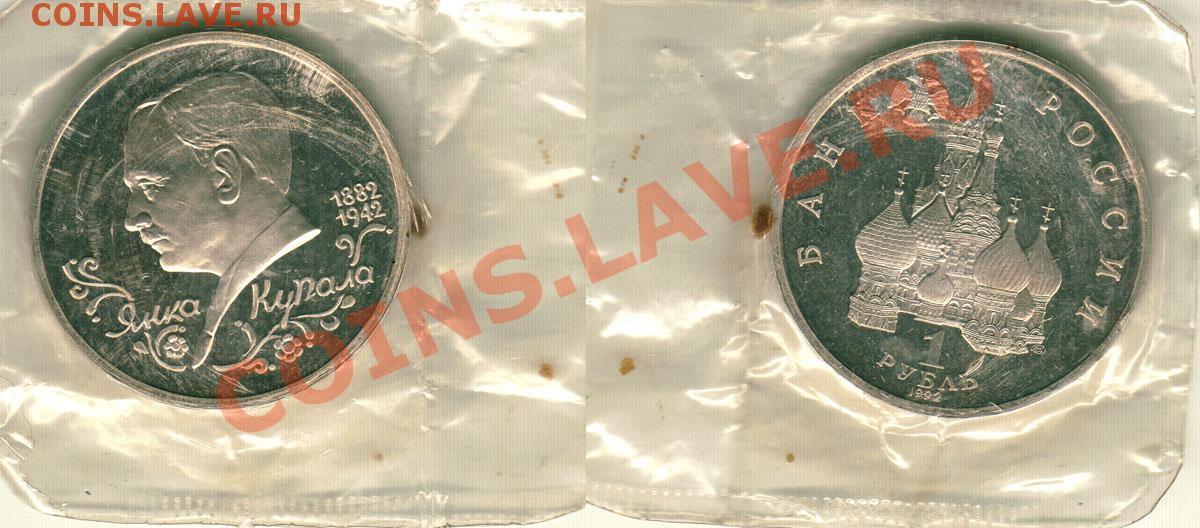 COINS.LAVE.RU
1882
1942
Янка Купала
COINS.LAVE.RU
БАНК РОССИИ
1
РУБЛЬ
1992